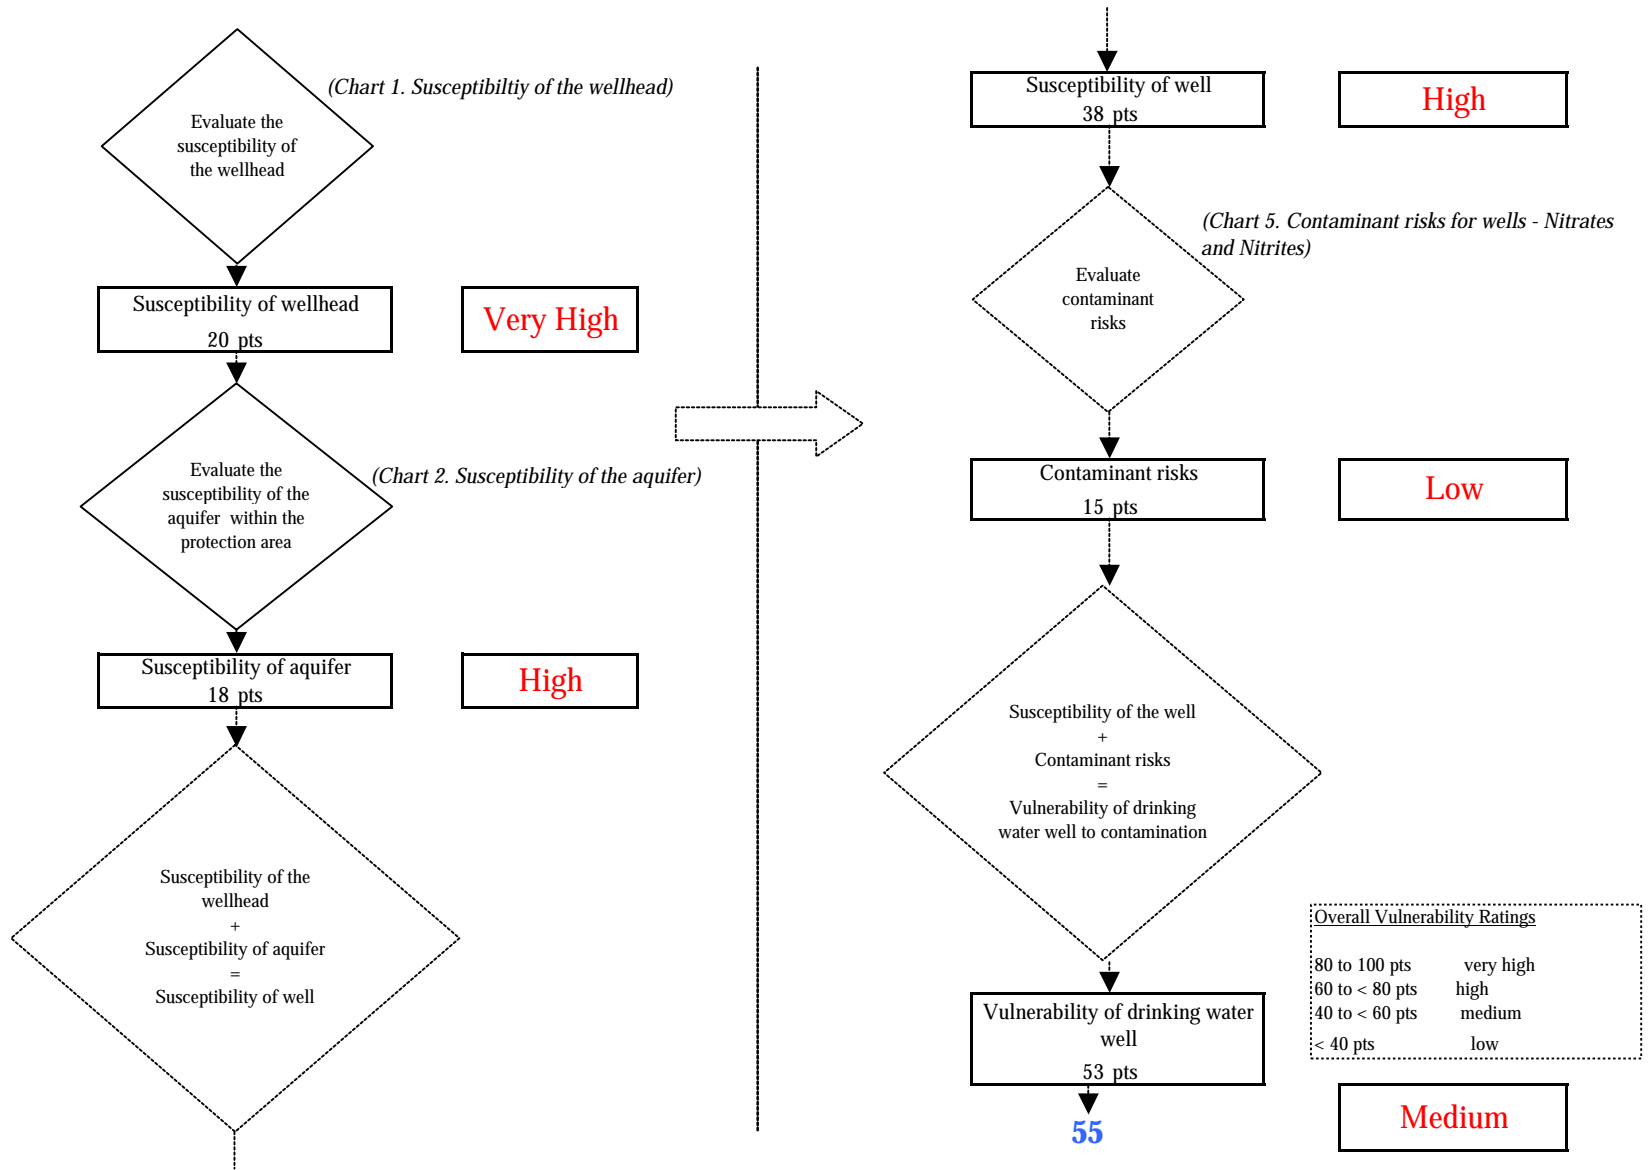 (Chart 1. Susceptibiltiy of the wellhead)
Evaluate the
susceptibility of
the wellhead
Susceptibility of wellhead
20 pts
Very High
(Chart 2. Susceptibility of the aquifer)
Evaluate the
susceptibility of the
aquifer within the
protection area
Susceptibility of aquifer
18 pts
High
Susceptibility of the
wellhead
+
Susceptibility of aquifer
=
Susceptibility of well
Susceptibility of well
38 pts
High
(Chart 5. Contaminant risks for wells - Nitrates
and Nitrites)
Evaluate
contaminant
risks
Contaminant risks
15 pts
Low
Susceptibility of the well
+
Contaminant risks
=
Vulnerability of drinking
water well to contamination
Overall Vulnerability Ratings
80 to 100 pts very high
60 to < 80 pts high
40 to < 60 pts medium
< 40 pts low
Vulnerability of drinking water
well
53 pts
55
Medium